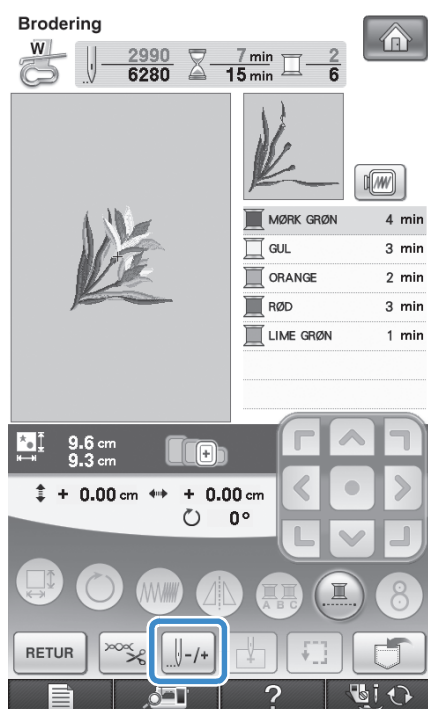 Brodering
W
2990 7 min 2
6280 15 min 6
MØRK GRØN 4 min
GUL 3 min
ORANGE 2 min
RØD 3 min
LIME GRØN 1 min
9.6 cm
9.3 cm
+ 0.00 cm + 0.00 cm
0°
A B C
8
RETUR -/+
?